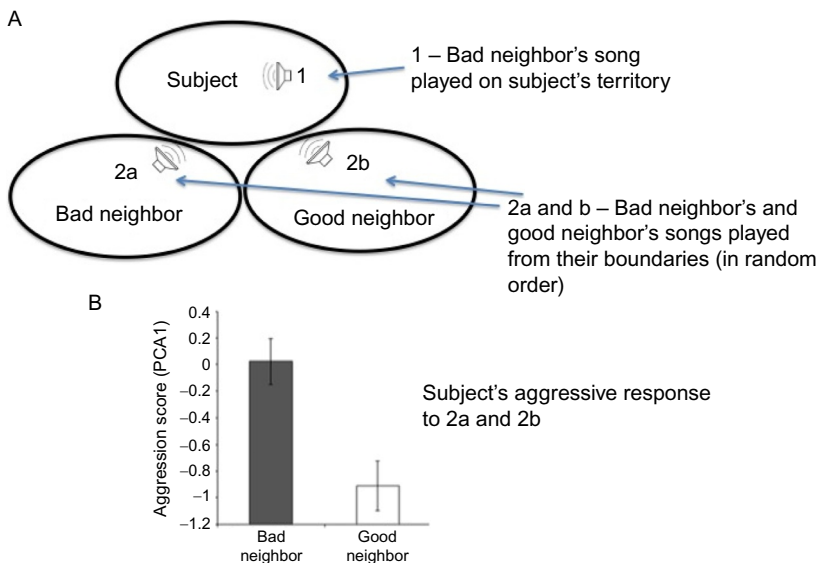 A
Subject
1
1 – Bad neighbor's song
played on subject's territory
2a
2b
Bad neighbor
Good neighbor
2a and b – Bad neighbor's and
good neighbor's songs played
from their boundaries (in random
order)
B
Aggression score (PCA1)
0.4
0.2
0
–0.2
–0.4
–0.6
–0.8
–1
–1.2
Bad
neighbor
Good
neighbor
Subject's aggressive response
to 2a and 2b